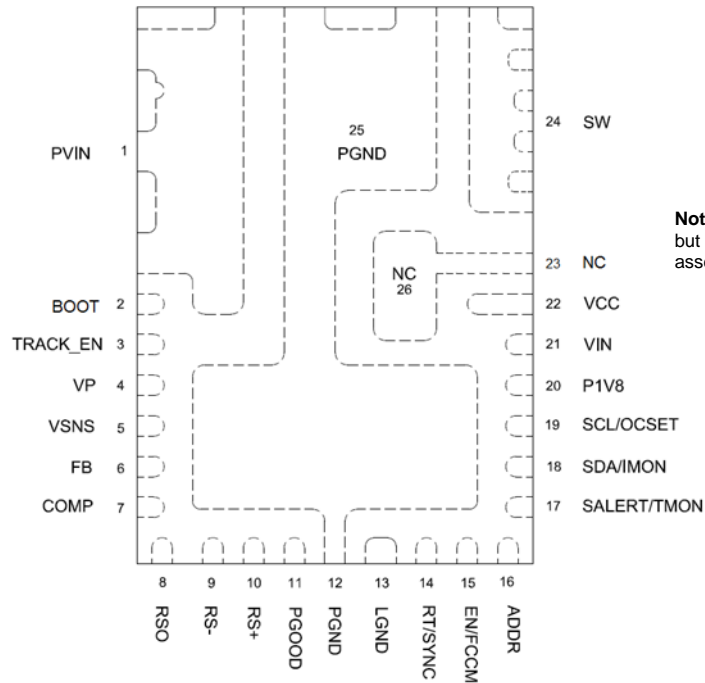 25
PGND
24 SW
PVIN 1
Not
but
asse
23 NC
NC
26
BOOT 2
22 VCC
TRACK_EN 3
21 VIN
VP 4
20 P1V8
VSNS 5
19 SCL/OCSET
FB 6
18 SDA/IMON
COMP 7
17 SALERT/TMON
8 9 10 11 12 13 14 15 16
RSO
RS-
RS+
PGOOD
PGND
LGND
RT/SYNC
EN/FCCM
ADDR